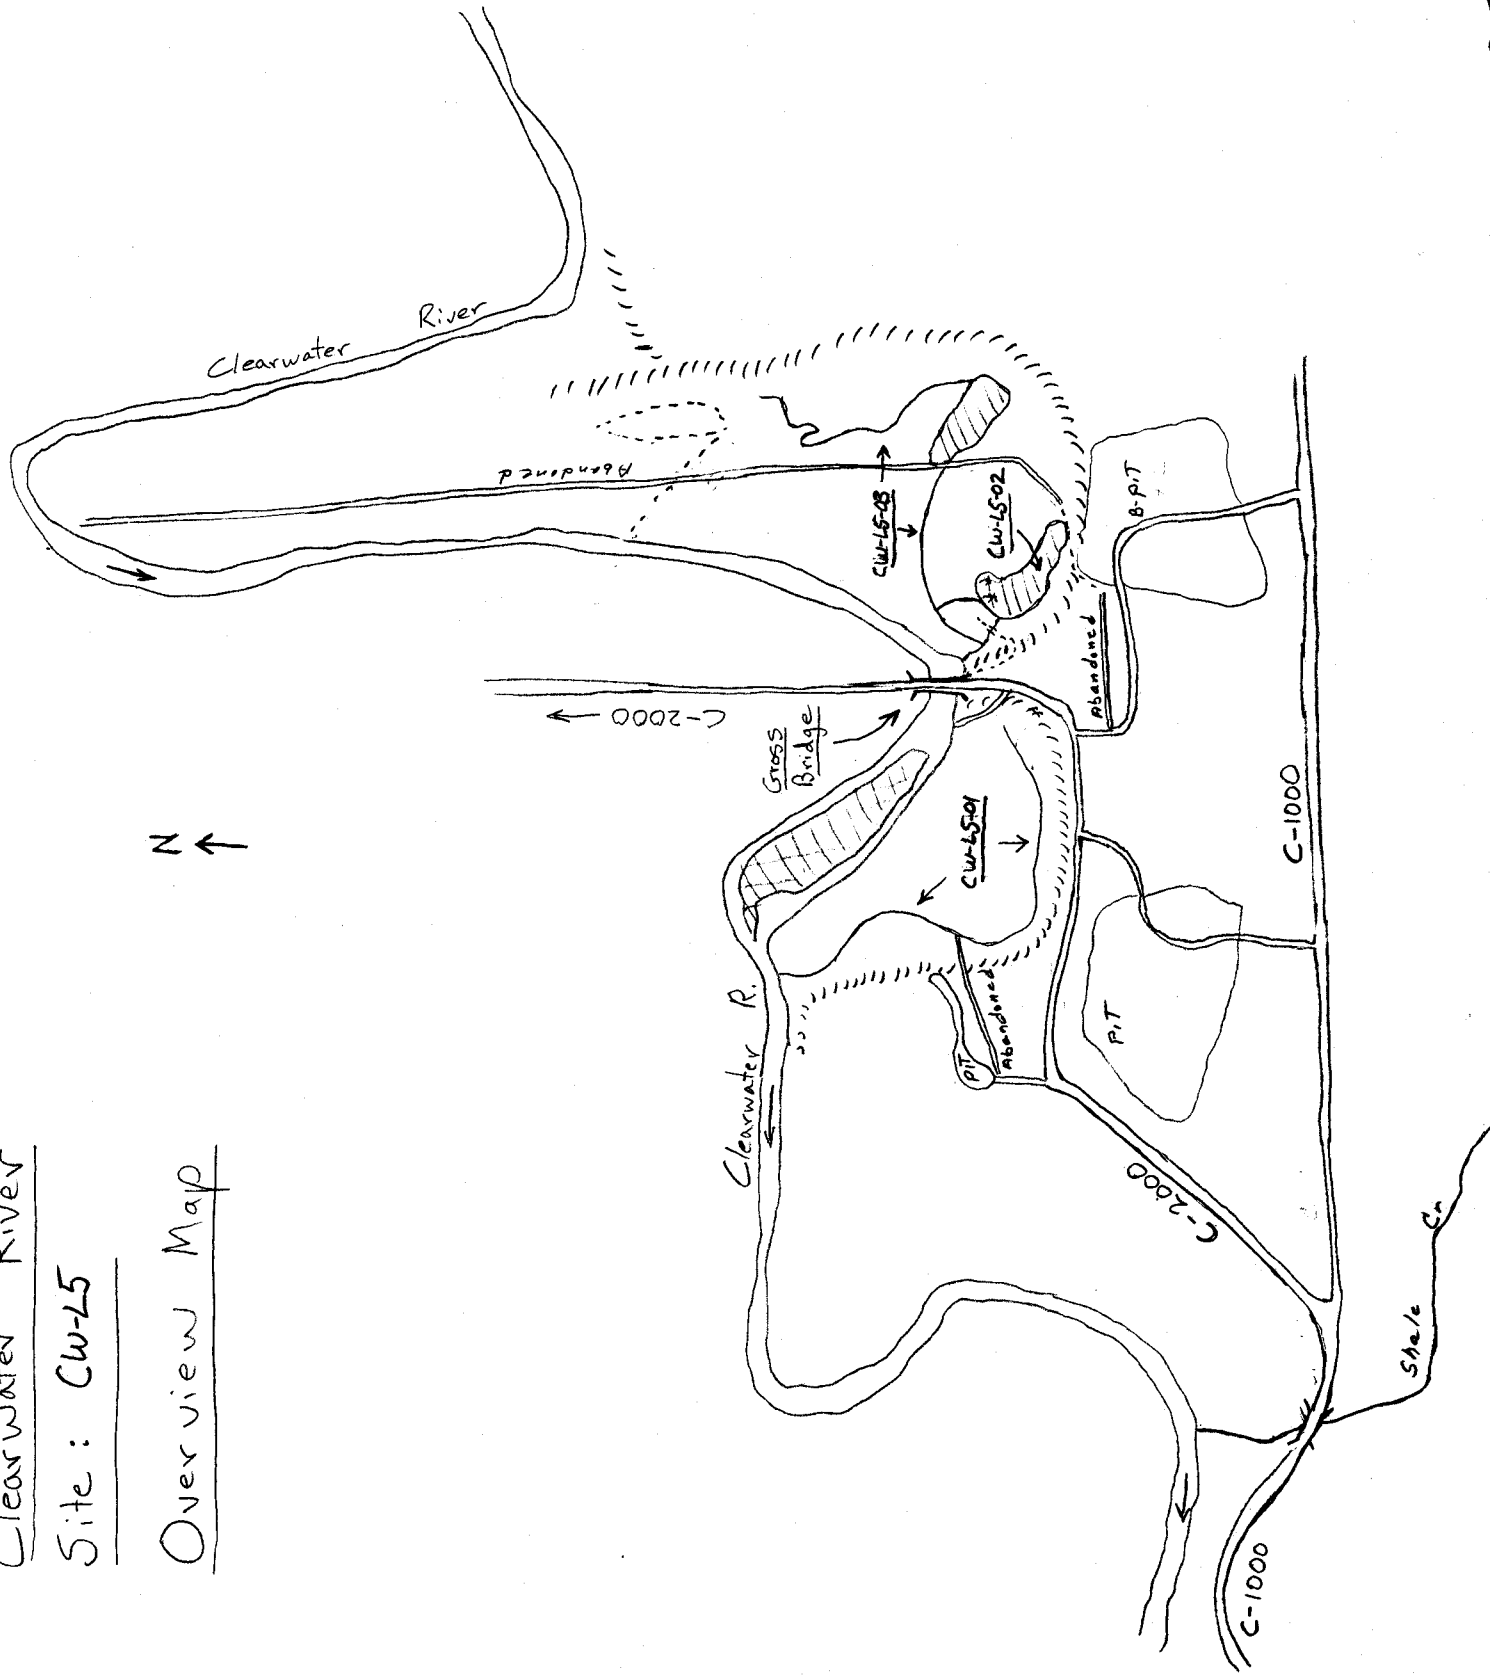 Clearwater River
Site: CW-L5
Overview Map
N
Clearwater River
Abandoned
C-2000
Gross
Bridge
CW-L5-03
CW-L5-02
CW-L5-01
Clearwater R.
Abandoned
B-PIT
Abandoned
PIT
PIT
C-2000
C-1000
C-1000
Shale Cr